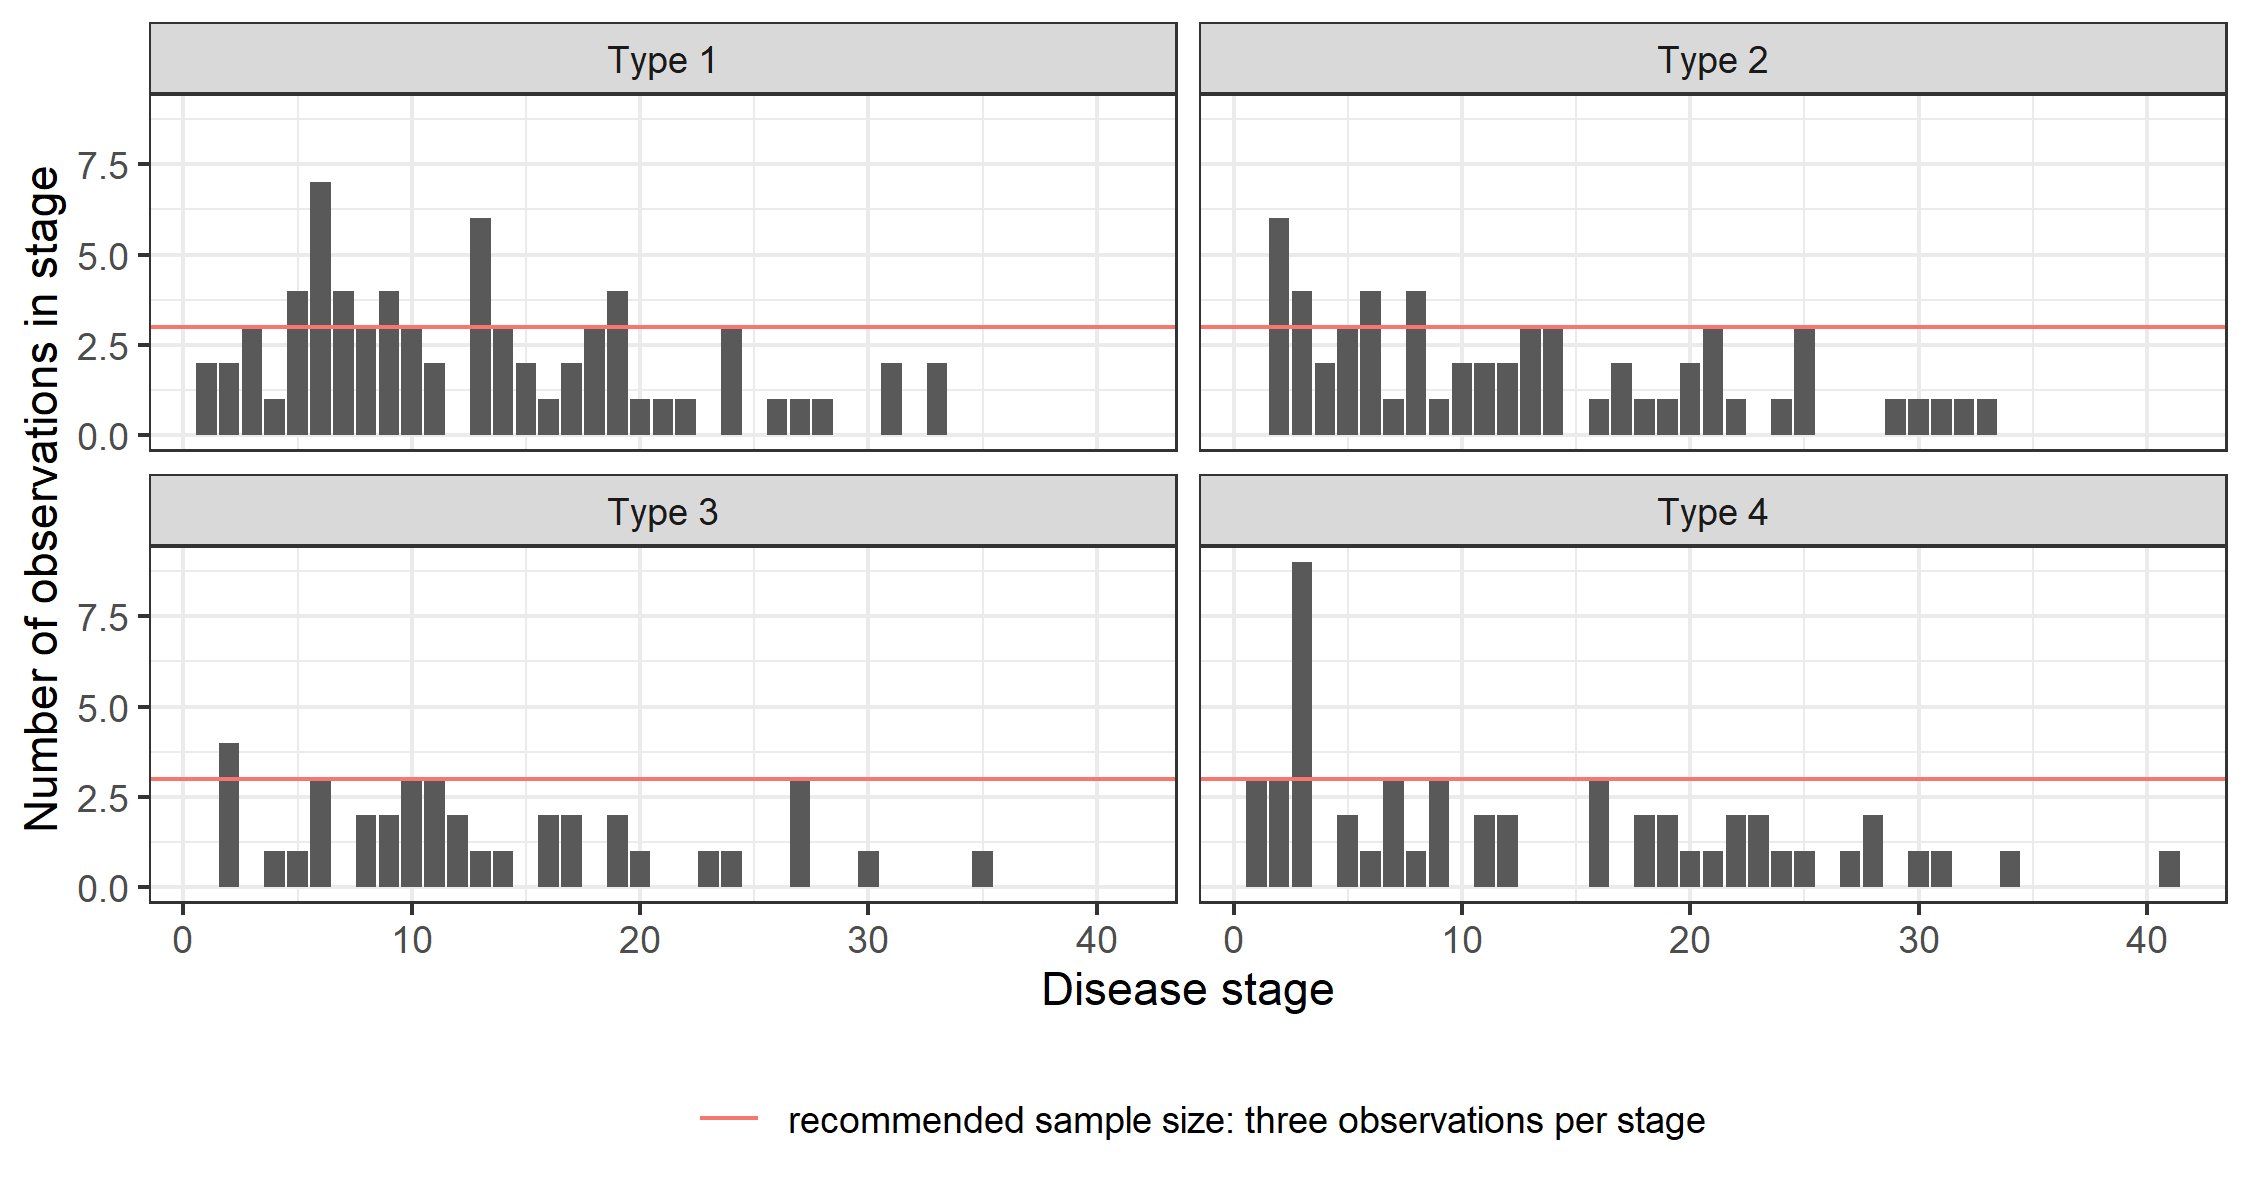 Type 1
Type 2
Number of observations in stage
7.5
5.0
2.5
0.0
Type 3
Type 4
7.5
5.0
2.5
0.0
0 10 20 30 40
0 10 20 30 40
Disease stage
recommended sample size: three observations per stage